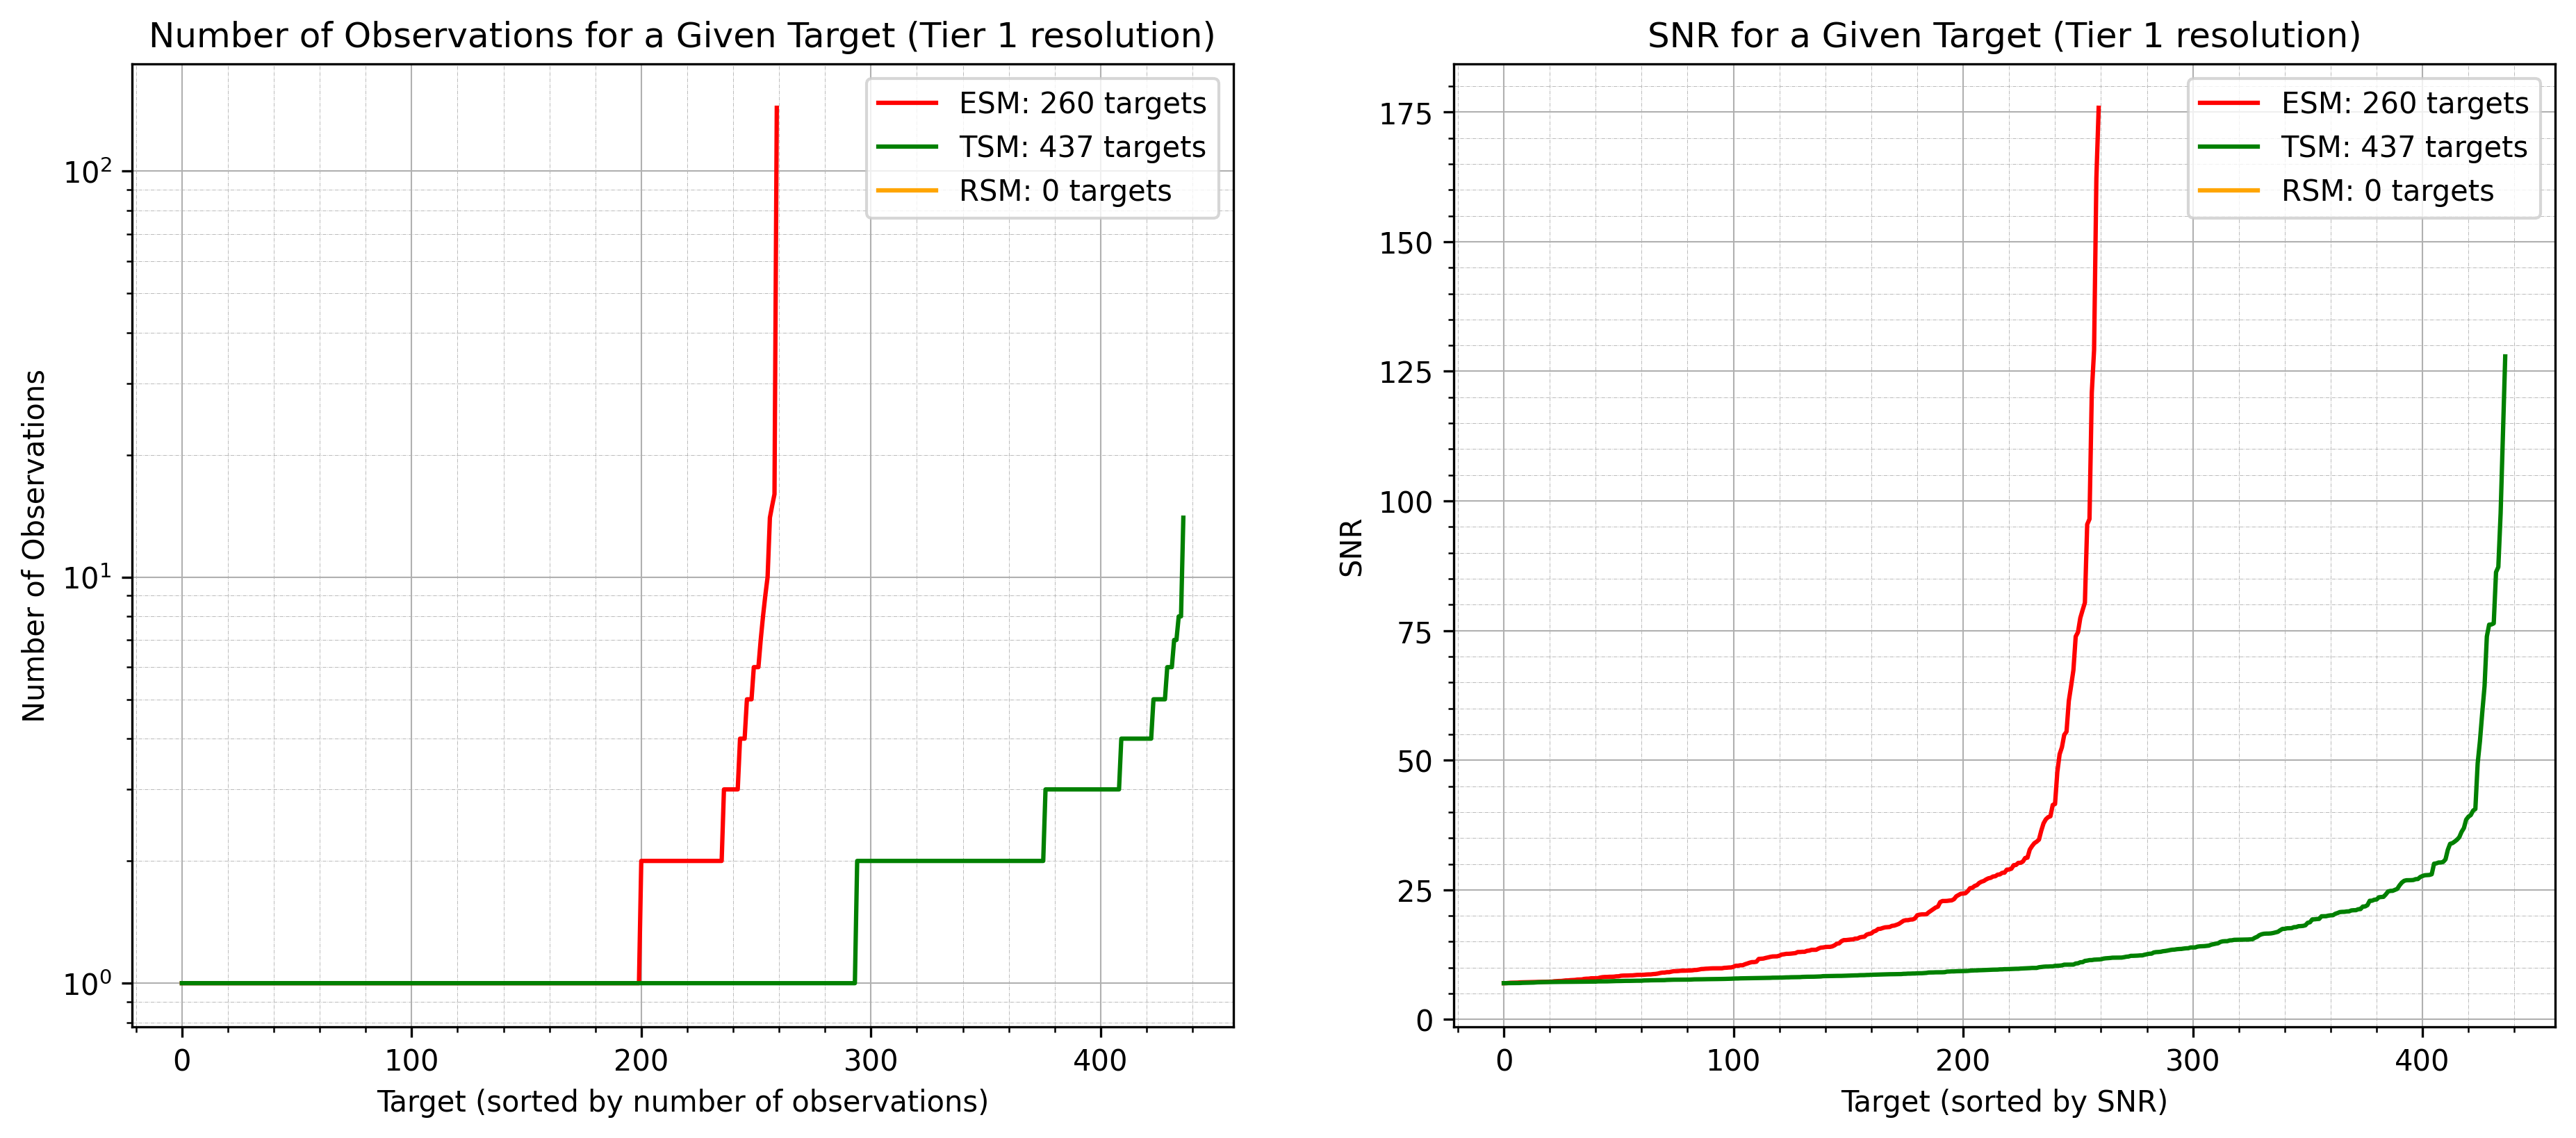 Number of Observations for a Given Target (Tier 1 resolution)
ESM: 260 targets
TSM: 437 targets
RSM: 0 targets
10²
10¹
10⁰
Number of Observations
0 100 200 300 400
Target (sorted by number of observations)
SNR for a Given Target (Tier 1 resolution)
ESM: 260 targets
TSM: 437 targets
RSM: 0 targets
175
150
125
100
75
50
25
0
SNR
0 100 200 300 400
Target (sorted by SNR)